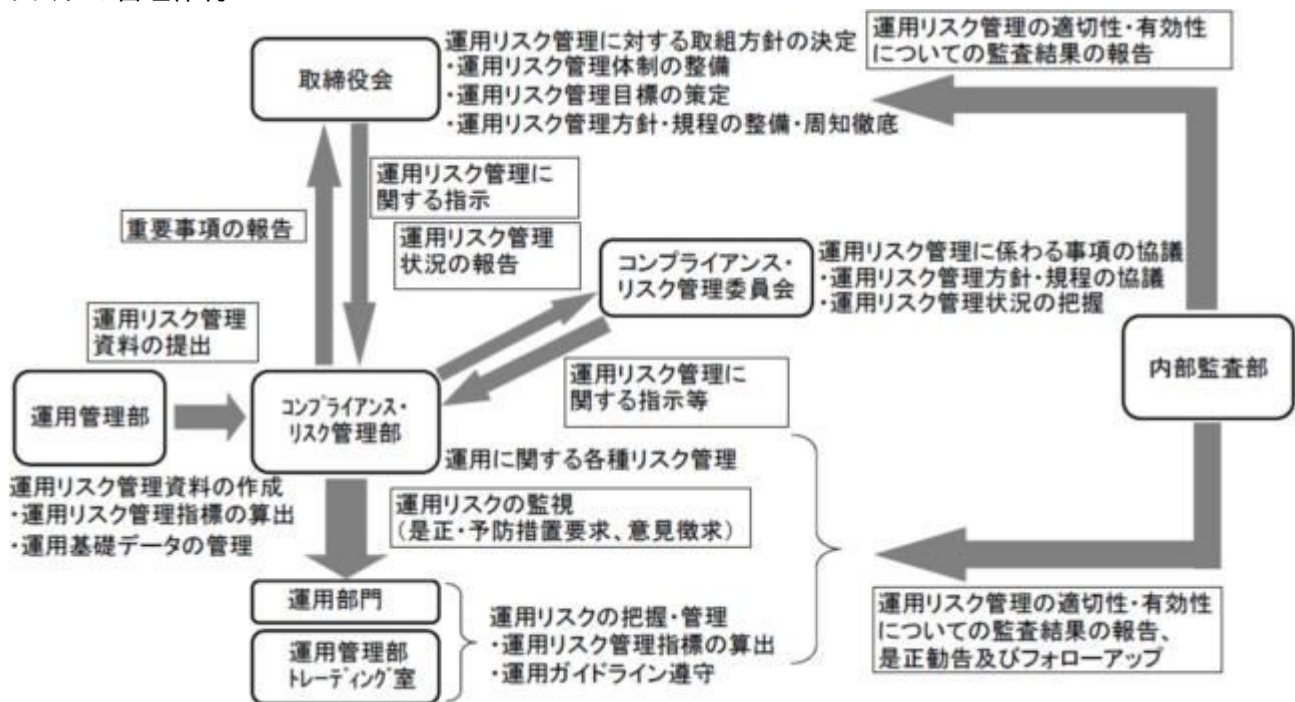 取締役会
運用リスク管理に対する取組方針の決定
・運用リスク管理体制の整備
・運用リスク管理目標の策定
・運用リスク管理方針・規程の整備・周知徹底
運用リスク管理の適切性・有効性
についての監査結果の報告
運用リスク管理に
関する指示
重要事項の報告
運用リスク管理
状況の報告
コンプライアンス・
リスク管理委員会
運用リスク管理に係わる事項の協議
・運用リスク管理方針・規程の協議
・運用リスク管理状況の把握
運用リスク管理
資料の提出
内部監査部
運用管理部
コンプライアンス・
リスク管理部
運用リスク管理に
関する指示等
運用に関する各種リスク管理
運用リスク管理資料の作成
・運用リスク管理指標の算出
・運用基礎データの管理
運用リスクの監視
（是正・予防措置要求、意見徴求）
運用部門
運用管理部
トレーディング室
運用リスクの把握・管理
・運用リスク管理指標の算出
・運用ガイドライン遵守
運用リスク管理の適切性・有効性
についての監査結果の報告、
是正勧告及びフォローアップ